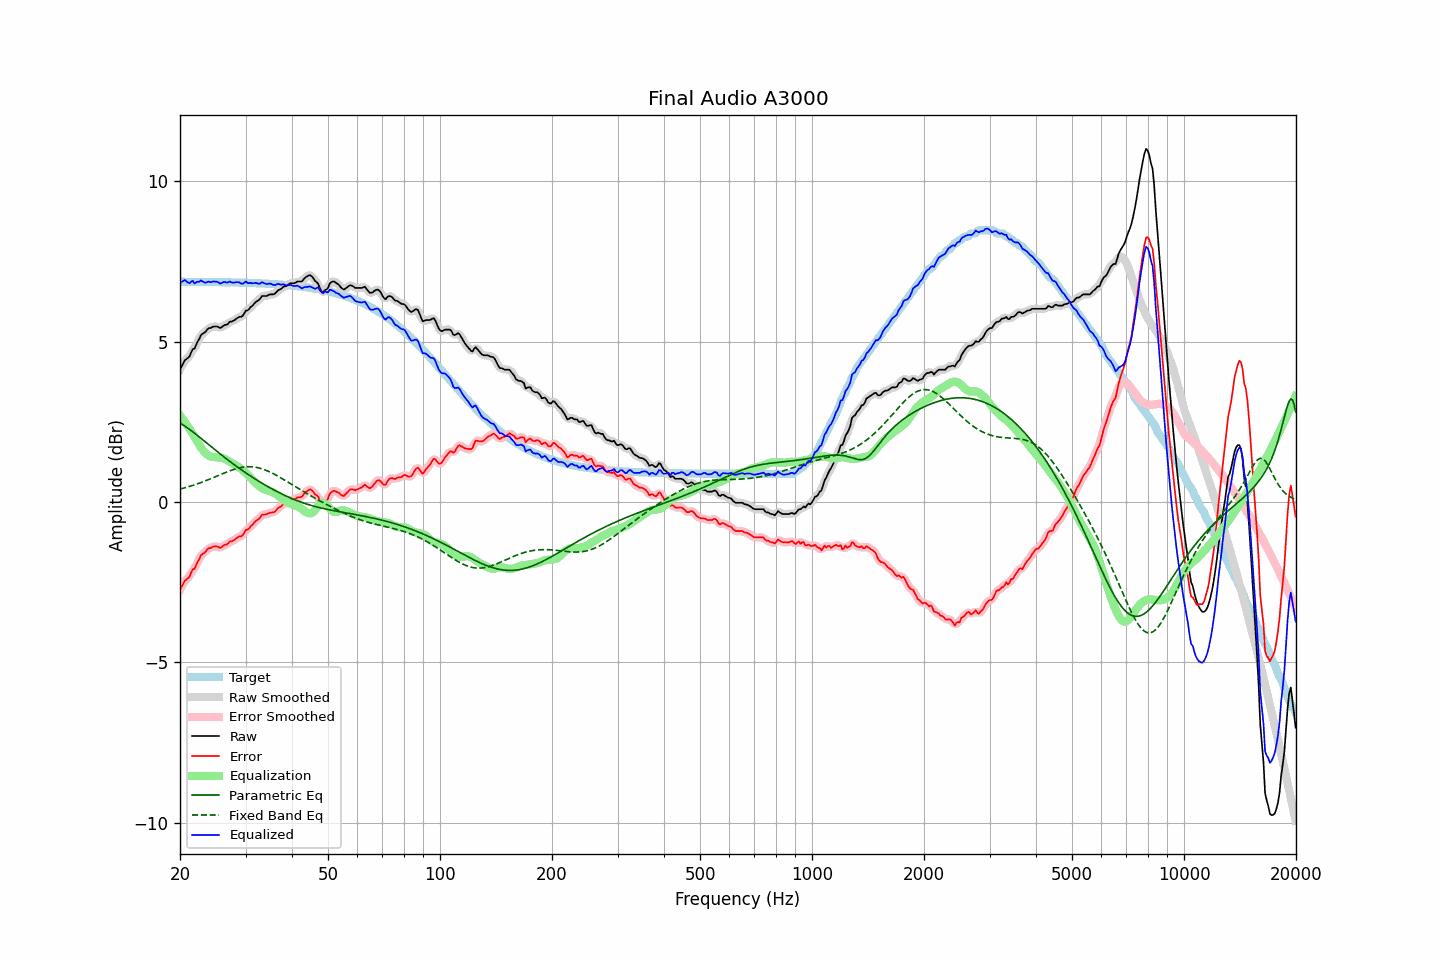 Final Audio A3000
Amplitude (dBr)
10
5
0
−5
−10
Target
Raw Smoothed
Error Smoothed
Raw
Error
Equalization
Parametric Eq
Fixed Band Eq
Equalized
20 50 100 200 500 1000 2000 5000 10000 20000
Frequency (Hz)